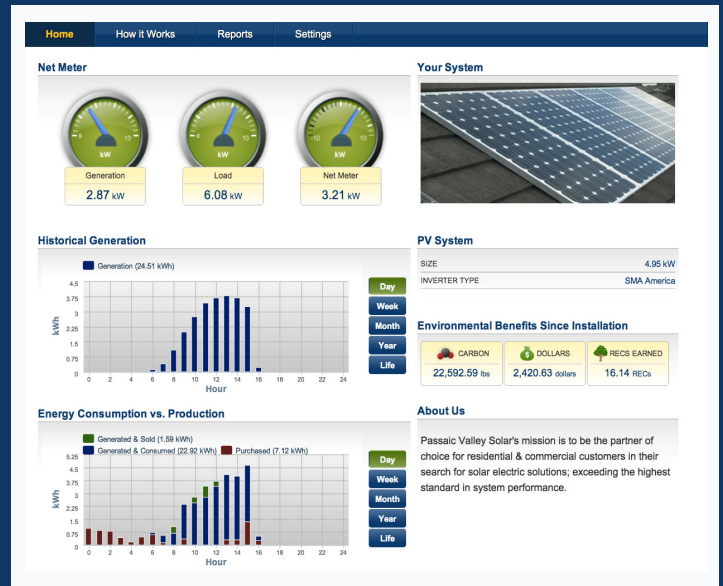 Home How it Works Reports Settings
Net Meter
0 10
kW
Generation
2.87 kW
0 10
kW
Load
6.08 kW
-10 10
kW
Net Meter
3.21 kW
Your System
Historical Generation
Generation (24.51 kWh)
4.5
3.75
3
2.25
1.5
0.75
0
kWh
0 2 4 6 8 10 12 14 16 18 20 22 24
Hour
Day
Week
Month
Year
Life
PV System
SIZE 4.95 kW
INVERTER TYPE SMA America
Environmental Benefits Since Installation
CARBON
22,592.59 lbs
$ DOLLARS
2,420.63 dollars
RECS EARNED
16.14 RECs
Energy Consumption vs. Production
Generated & Sold (1.59 kWh)
Generated & Consumed (22.92 kWh) Purchased (7.12 kWh)
5.25
4.5
3.75
3
2.25
1.5
0.75
0
kWh
0 2 4 6 8 10 12 14 16 18 20 22 24
Hour
Day
Week
Month
Year
Life
About Us
Passaic Valley Solar's mission is to be the partner of
choice for residential & commercial customers in their
search for solar electric solutions; exceeding the highest
standard in system performance.